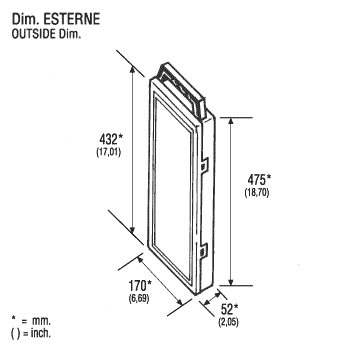 Dim. ESTERNE
OUTSIDE Dim.
432*
(17,01)
475*
(18,70)
170*
(6,69)
52*
(2,05)
* = mm.
( ) = inch.